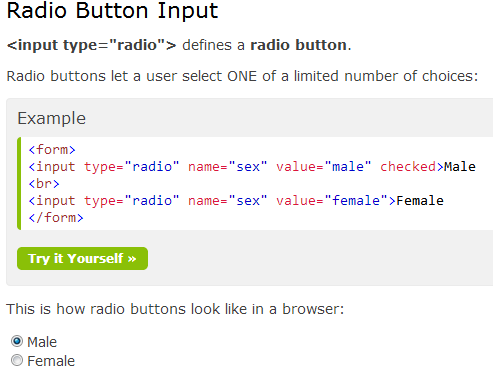 Radio Button Input
<input type="radio"> defines a radio button.
Radio buttons let a user select ONE of a limited number of choices:
Example
<form>
<input type="radio" name="sex" value="male" checked>Male
<br>
<input type="radio" name="sex" value="female">Female
</form>
Try it Yourself »
This is how radio buttons look like in a browser:
Male
Female